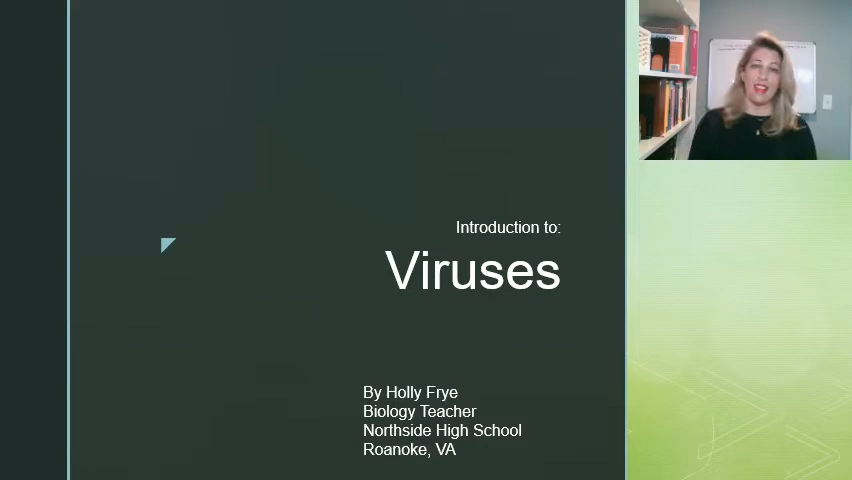 Introduction to:
Viruses
By Holly Frye
Biology Teacher
Northside High School
Roanoke, VA